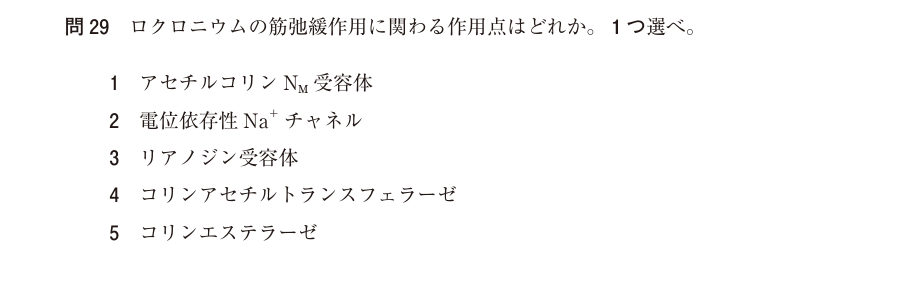 問29 ロクロニウムの筋弛緩作用に関わる作用点はどれか。1つ選べ。
1 アセチルコリン NM 受容体
2 電位依存性 Na+ チャネル
3 リアノジン受容体
4 コリンアセチルトランスフェラーゼ
5 コリンエステラーゼ